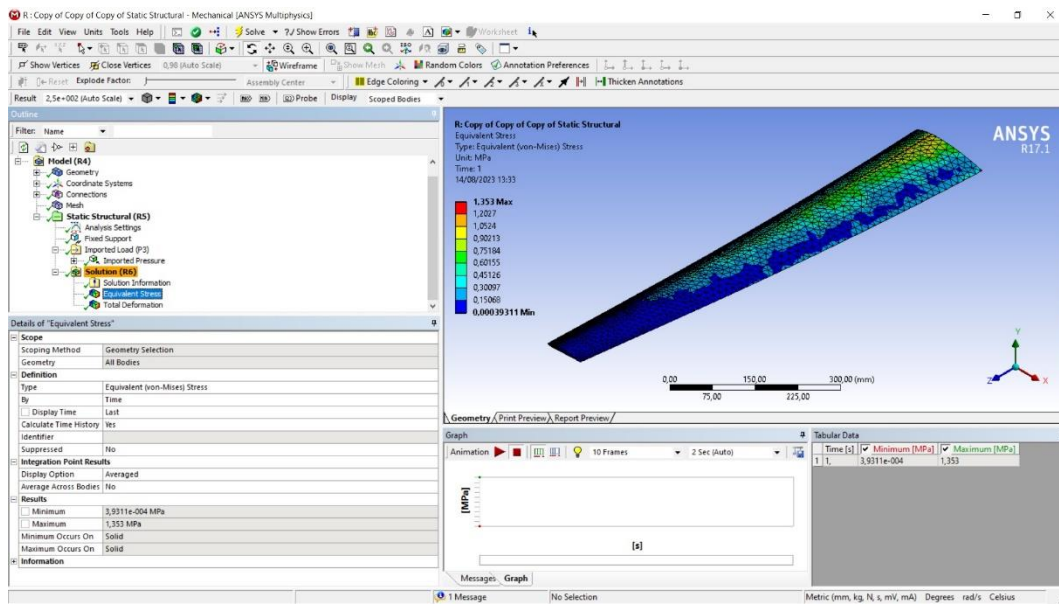 R : Copy of Copy of Copy of Static Structural - Mechanical [ANSYS Multiphysics]
File Edit View Units Tools Help Solve ?/ Show Errors Worksheet
Show Vertices Close Vertices 0,98 (Auto Scale) Wireframe Show Mesh Random Colors Annotation Preferences
Reset Explode Factor: Assembly Center Edge Coloring Thicken Annotations
Result 2,5e+002 (Auto Scale) Probe Display Scoped Bodies
Outline
Filter: Name
Model (R4)
Geometry
Coordinate Systems
Connections
Mesh
Static Structural (R5)
Analysis Settings
Fixed Support
Imported Load (P3)
Imported Pressure
Solution (R6)
Solution Information
Equivalent Stress
Total Deformation
Details of "Equivalent Stress"
Scope
Scoping Method Geometry Selection
Geometry All Bodies
Definition
Type Equivalent (von-Mises) Stress
By Time
Display Time Last
Calculate Time History Yes
Identifier
Suppressed No
Integration Point Results
Display Option Averaged
Average Across Bodies No
Results
Minimum 3,9311e-004 MPa
Maximum 1,353 MPa
Minimum Occurs On Solid
Maximum Occurs On Solid
Information
R: Copy of Copy of Copy of Static Structural
Equivalent Stress
Type: Equivalent (von-Mises) Stress
Unit: MPa
Time: 1
14/08/2023 13:33
1,353 Max
1,2027
1,0524
0,90213
0,75184
0,60155
0,45126
0,30097
0,15068
0,00039311 Min
ANSYS
R17.1
0,00 150,00 300,00 (mm)
75,00 225,00
Y
Z X
Geometry Print Preview Report Preview
Graph
Animation 10 Frames 2 Sec (Auto)
[MPa]
[s]
Messages Graph
Tabular Data
Time [s] Minimum [MPa] Maximum [MPa]
1 1, 3,9311e-004 1,353
1 Message No Selection Metric (mm, kg, N, s, mV, mA) Degrees rad/s Celsius